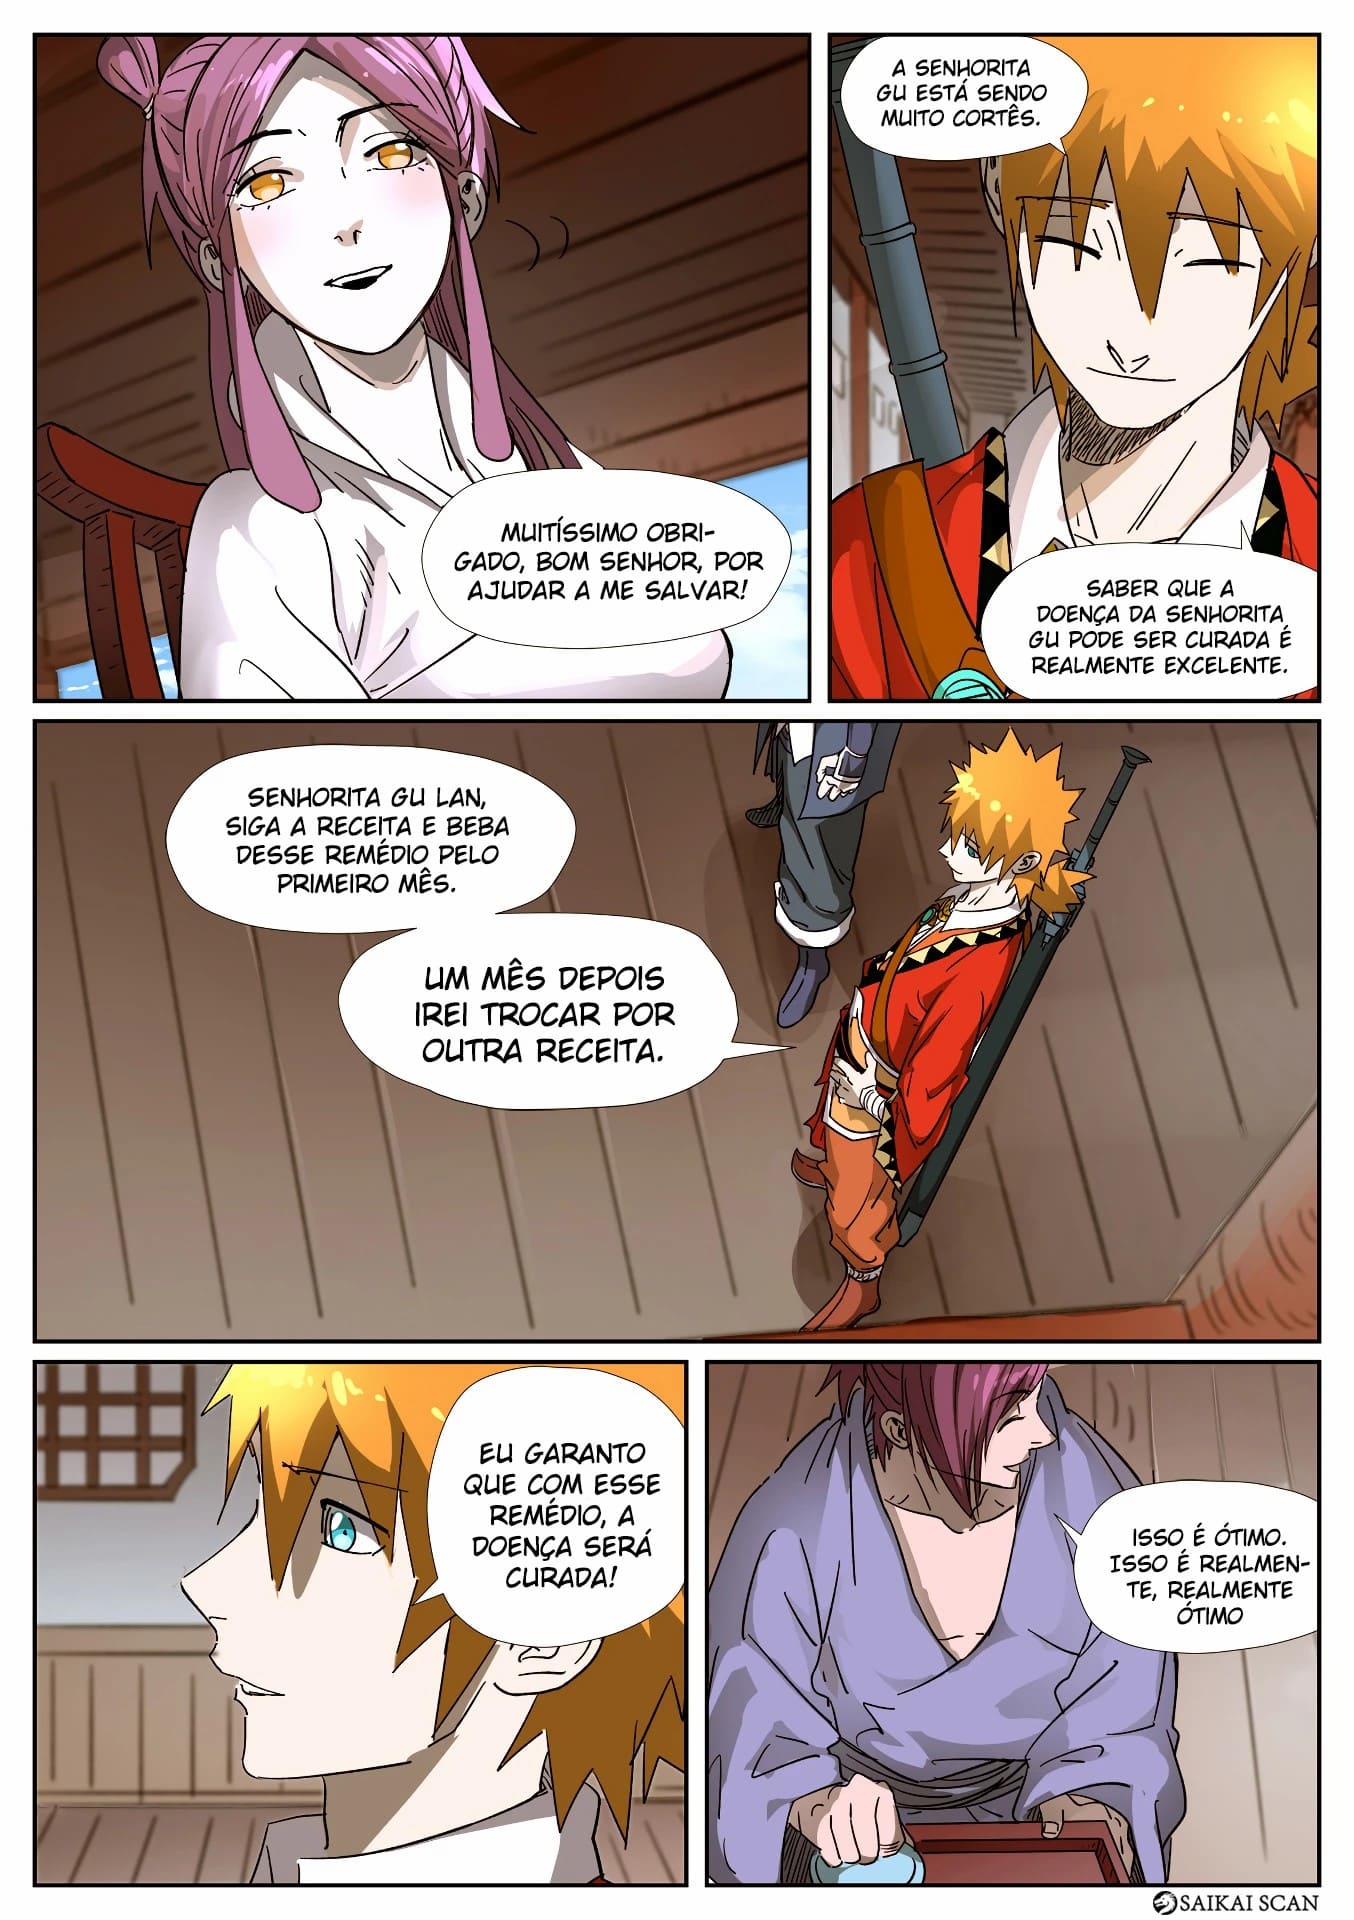 MUITÍSSIMO OBRI-
GADO, BOM SENHOR, POR
AJUDAR A ME SALVAR!
A SENHORITA
GU ESTÁ SENDO
MUITO CORTÊS.
SABER QUE A
DOENÇA DA SENHORITA
GU PODE SER CURADA É
REALMENTE EXCELENTE.
SENHORITA GU LAN,
SIGA A RECEITA E BEBA
DESSE REMÉDIO PELO
PRIMEIRO MÊS.
UM MÊS DEPOIS
IREI TROCAR POR
OUTRA RECEITA.
EU GARANTO
QUE COM ESSE
REMÉDIO, A
DOENÇA SERÁ
CURADA!
ISSO É ÓTIMO.
ISSO É REALMEN-
TE, REALMENTE
ÓTIMO
SAIKAI SCAN